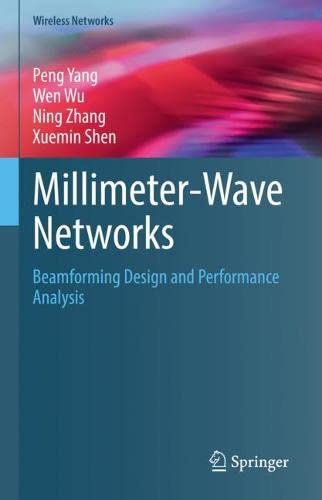 Wireless Networks
Peng Yang
Wen Wu
Ning Zhang
Xuemin Shen
Millimeter-Wave
Networks
Beamforming Design and Performance
Analysis
Springer